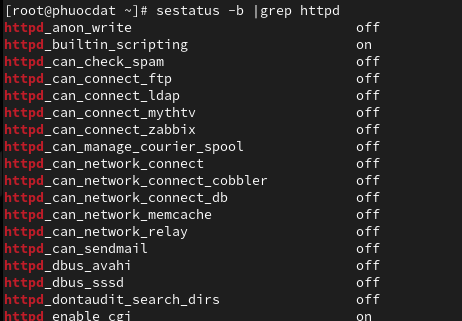 [root@phuocdat ~]# sestatus -b |grep httpd
httpd_anon_write off
httpd_builtin_scripting on
httpd_can_check_spam off
httpd_can_connect_ftp off
httpd_can_connect_ldap off
httpd_can_connect_mythtv off
httpd_can_connect_zabbix off
httpd_can_manage_courier_spool off
httpd_can_network_connect off
httpd_can_network_connect_cobbler off
httpd_can_network_connect_db off
httpd_can_network_memcache off
httpd_can_network_relay off
httpd_can_sendmail off
httpd_dbus_avahi off
httpd_dbus_sssd off
httpd_dontaudit_search_dirs off
httpd_enable_cgi on